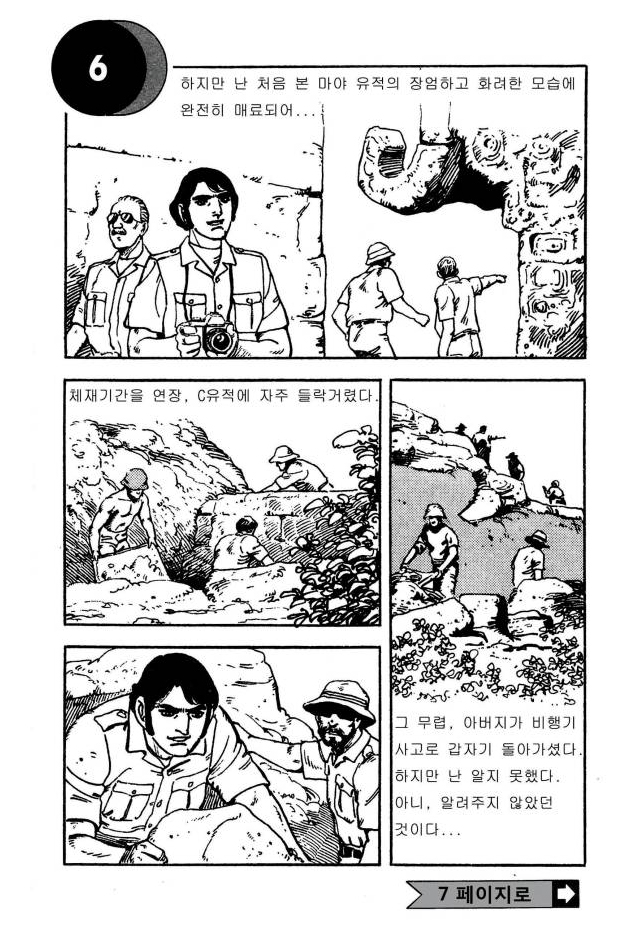 6
하지만 난 처음 본 마야 유적의 장엄하고 화려한 모습에
완전히 매료되어...
체재기간을 연장, C유적에 자주 들락거렸다.
그 무렵, 아버지가 비행기
사고로 갑자기 돌아가셨다.
하지만 난 알지 못했다.
아니, 알려주지 않았던
것이다...
7 페이지로